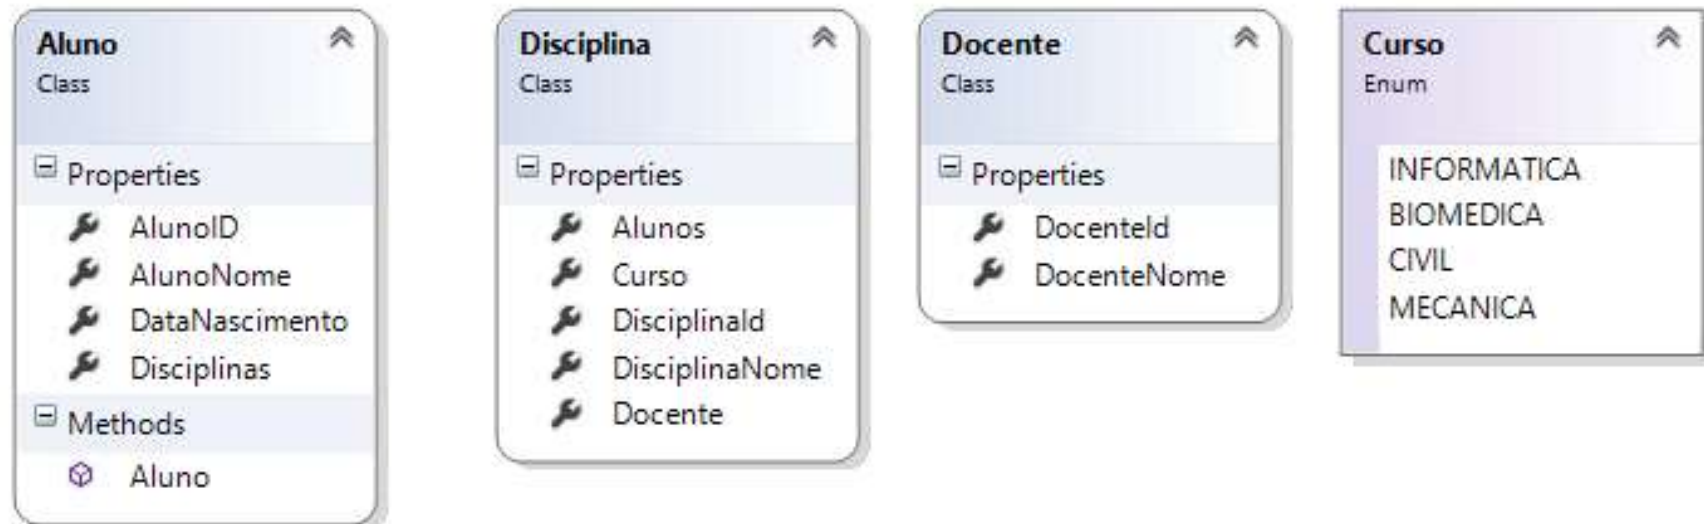 Aluno
Class
Properties
AlunoID
AlunoNome
DataNascimento
Disciplinas
Methods
Aluno
Disciplina
Class
Properties
Alunos
Curso
DisciplinaId
DisciplinaNome
Docente
Docente
Class
Properties
DocenteId
DocenteNome
Curso
Enum
INFORMATICA
BIOMEDICA
CIVIL
MECANICA